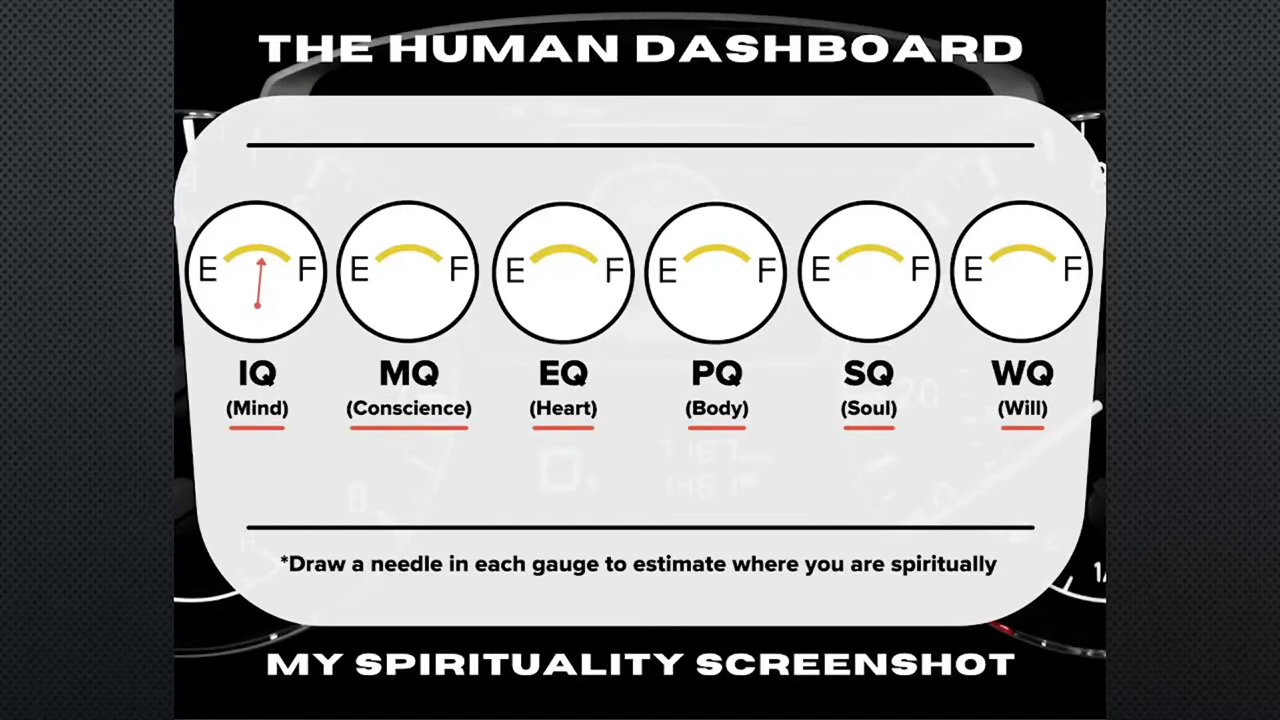 THE HUMAN DASHBOARD
E F E F E F E F E F E F
IQ MQ EQ PQ SQ WQ
(Mind) (Conscience) (Heart) (Body) (Soul) (Will)
*Draw a needle in each gauge to estimate where you are spiritually
MY SPIRITUALITY SCREENSHOT